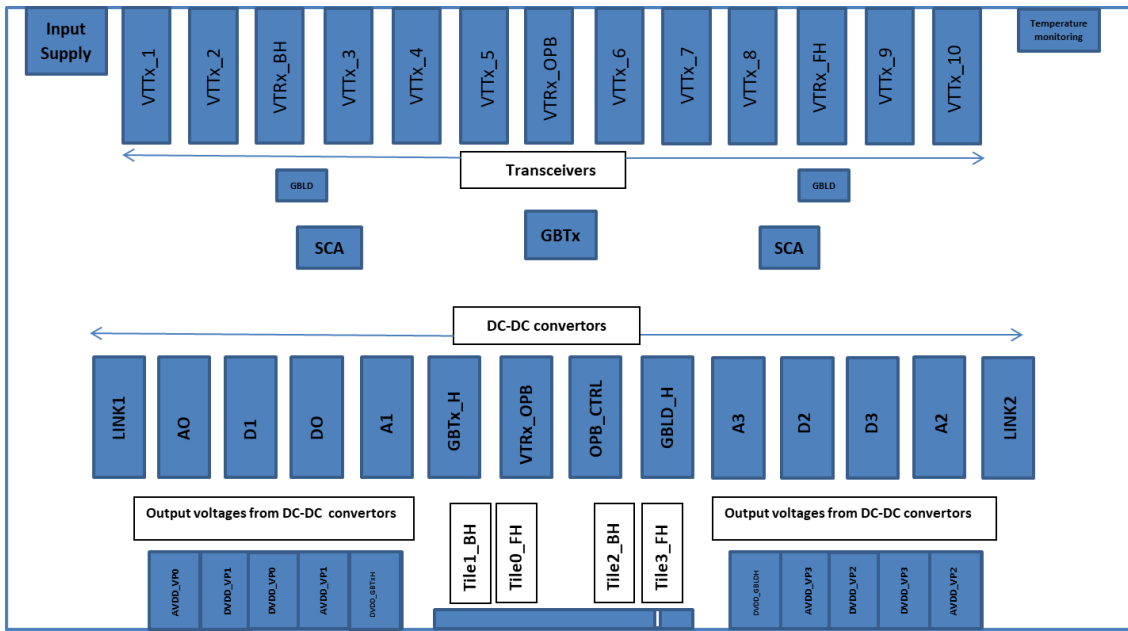 Input
Supply
VTTx_1
VTTx_2
VTRx_BH
VTTx_3
VTTx_4
VTTx_5
VTRx_OPB
VTTx_6
VTTx_7
VTTx_8
VTRx_FH
VTTx_9
VTTx_10
Temperature
monitoring
Transceivers
GBLD
GBLD
SCA
GBTx
SCA
DC-DC convertors
LINK1
AO
D1
DO
A1
GBTx_H
VTRx_OPB
OPB_CTRL
GBLD_H
A3
D2
D3
A2
LINK2
Output voltages from DC-DC convertors
Tile1_BH
Tile0_FH
Tile2_BH
Tile3_FH
Output voltages from DC-DC convertors
AVDD_VP0
DVDD_VP1
DVDD_VP0
AVDD_VP1
DVDD_GBTxH
DVDD_GBLDH
AVDD_VP3
DVDD_VP2
DVDD_VP3
AVDD_VP2